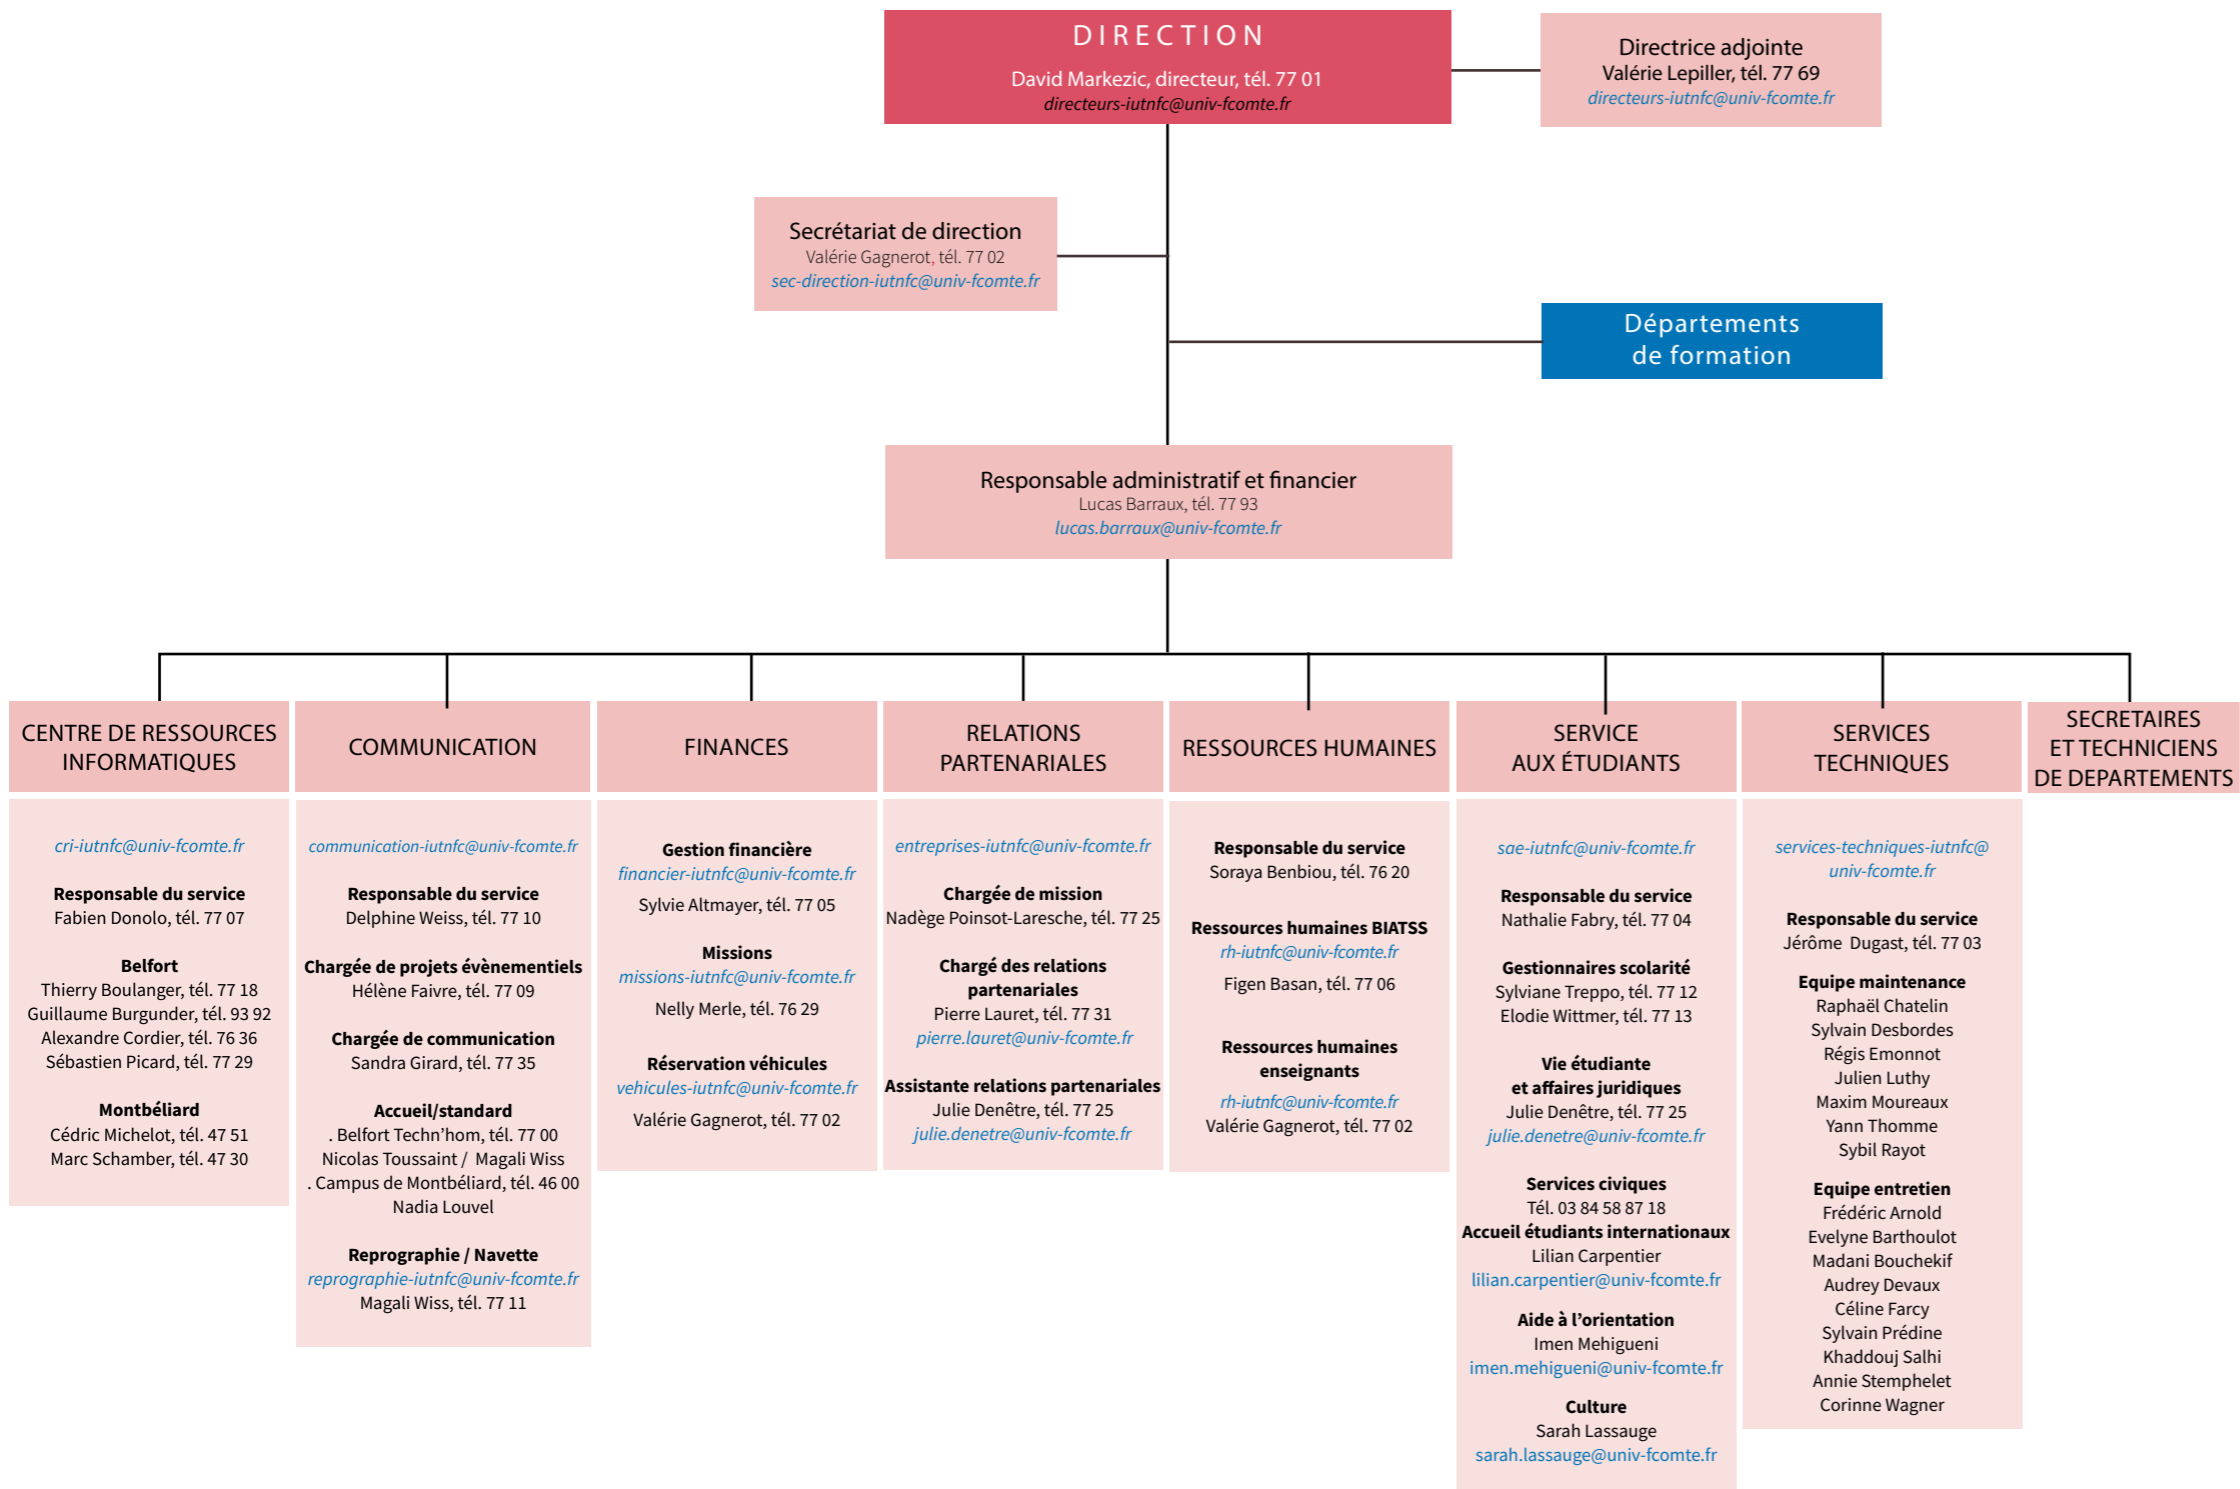 DIRECTION
David Markezic, directeur, tél. 77 01
directeurs-iutnfc@univ-fcomte.fr
Directrice adjointe
Valérie Lepiller, tél. 77 69
directeurs-iutnfc@univ-fcomte.fr
Secrétariat de direction
Valérie Gagnerot, tél. 77 02
sec-direction-iutnfc@univ-fcomte.fr
Départements
de formation
Responsable administratif et financier
Lucas Barraux, tél. 77 93
lucas.barraux@univ-fcomte.fr
CENTRE DE RESSOURCES
INFORMATIQUES
cri-iutnfc@univ-fcomte.fr
Responsable du service
Fabien Donolo, tél. 77 07
Belfort
Thierry Boulanger, tél. 77 18
Guillaume Burgunder, tél. 93 92
Alexandre Cordier, tél. 76 36
Sébastien Picard, tél. 77 29
Montbéliard
Cédric Michelot, tél. 47 51
Marc Schamber, tél. 47 30
COMMUNICATION
communication-iutnfc@univ-fcomte.fr
Responsable du service
Delphine Weiss, tél. 77 10
Chargée de projets évènementiels
Hélène Faivre, tél. 77 09
Chargée de communication
Sandra Girard, tél. 77 35
Accueil/standard
. Belfort Techn'hom, tél. 77 00
Nicolas Toussaint / Magali Wiss
. Campus de Montbéliard, tél. 46 00
Nadia Louvel
Reprographie / Navette
reprographie-iutnfc@univ-fcomte.fr
Magali Wiss, tél. 77 11
FINANCES
Gestion financière
financier-iutnfc@univ-fcomte.fr
Sylvie Altmayer, tél. 77 05
Missions
missions-iutnfc@univ-fcomte.fr
Nelly Merle, tél. 76 29
Réservation véhicules
vehicules-iutnfc@univ-fcomte.fr
Valérie Gagnerot, tél. 77 02
RELATIONS
PARTENARIALES
entreprises-iutnfc@univ-fcomte.fr
Chargée de mission
Nadège Poinsot-Laresche, tél. 77 25
Chargé des relations
partenariales
Pierre Lauret, tél. 77 31
pierre.lauret@univ-fcomte.fr
Assistante relations partenariales
Julie Denêtre, tél. 77 25
julie.denetre@univ-fcomte.fr
RESSOURCES HUMAINES
Responsable du service
Soraya Benbiou, tél. 76 20
Ressources humaines BIATSS
rh-iutnfc@univ-fcomte.fr
Figen Basan, tél. 77 06
Ressources humaines
enseignants
rh-iutnfc@univ-fcomte.fr
Valérie Gagnerot, tél. 77 02
SERVICE
AUX ÉTUDIANTS
sae-iutnfc@univ-fcomte.fr
Responsable du service
Nathalie Fabry, tél. 77 04
Gestionnaires scolarité
Sylviane Treppo, tél. 77 12
Elodie Wittmer, tél. 77 13
Vie étudiante
et affaires juridiques
Julie Denêtre, tél. 77 25
julie.denetre@univ-fcomte.fr
Services civiques
Tél. 03 84 58 87 18
Accueil étudiants internationaux
Lilian Carpentier
lilian.carpentier@univ-fcomte.fr
Aide à l'orientation
Imen Mehigueni
imen.mehigueni@univ-fcomte.fr
Culture
Sarah Lassauge
sarah.lassauge@univ-fcomte.fr
SERVICES
TECHNIQUES
services-techniques-iutnfc@
univ-fcomte.fr
Responsable du service
Jérôme Dugast, tél. 77 03
Equipe maintenance
Raphaël Chatelin
Sylvain Desbordes
Régis Emonnot
Julien Luthy
Maxim Moureaux
Yann Thomme
Sybil Rayot
Equipe entretien
Frédéric Arnold
Evelyne Barthoulot
Madani Bouchekif
Audrey Devaux
Céline Farcy
Sylvain Prédine
Khaddouj Salhi
Annie Stemphelet
Corinne Wagner
SECRETAIRES
ET TECHNICIENS
DE DEPARTEMENTS